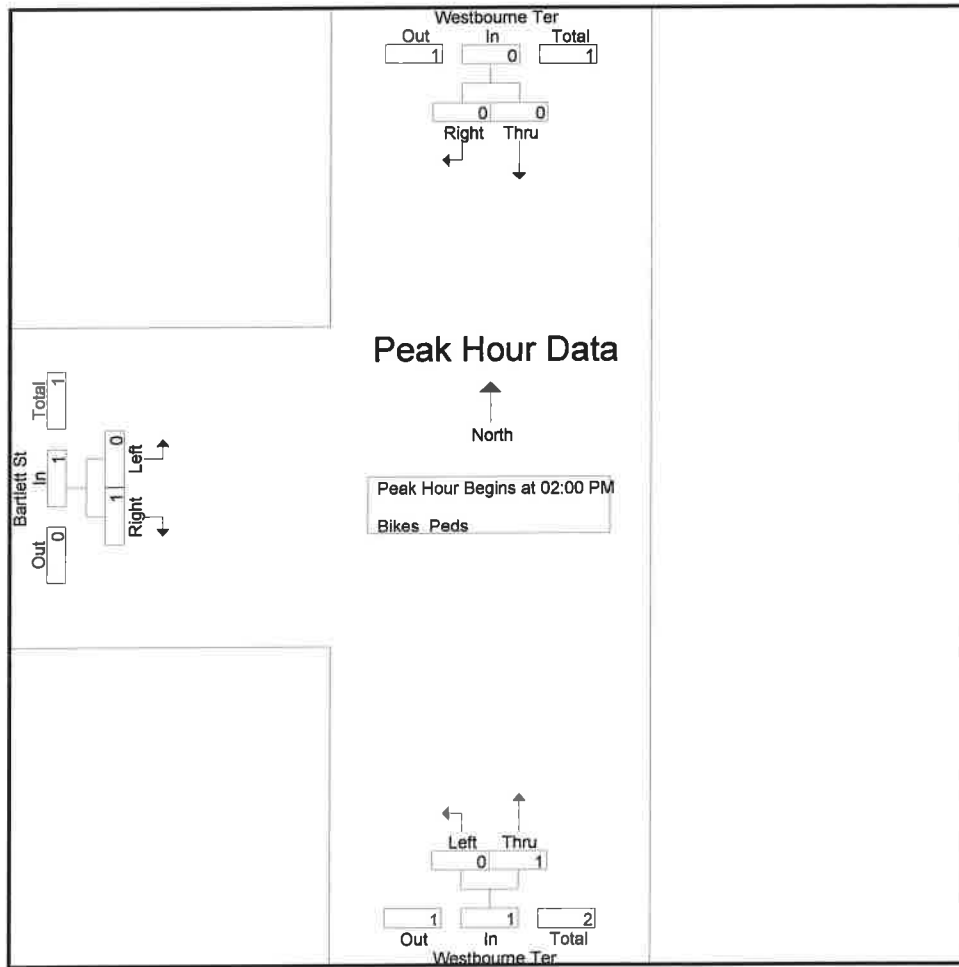 Westbourne Ter
Out In Total
1 0 1
0 0
Right Thru
Peak Hour Data
North
Peak Hour Begins at 02:00 PM
Bikes Peds
Bartlett St
Out In Total
0 1 1
Right Left
1 0
Left Thru
0 1
1 1 2
Out In Total
Westbourne Ter